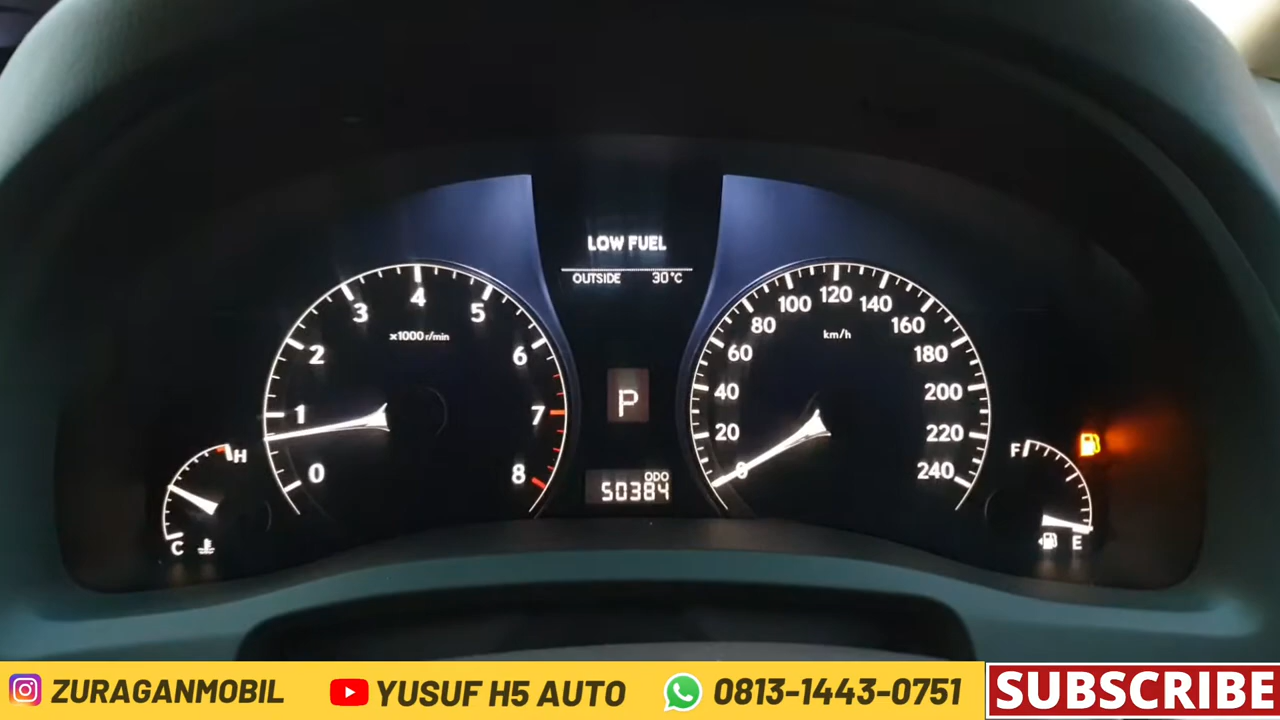 LOW FUEL
OUTSIDE 30°C
0 1 2 3 4 5 6 7 8
x1000 r/min
0 20 40 60 80 100 120 140 160 180 200 220 240
km/h
P
ODO
50384
H
C
F
E
ZURAGANMOBIL YUSUF H5 AUTO 0813-1443-0751 SUBSCRIBE